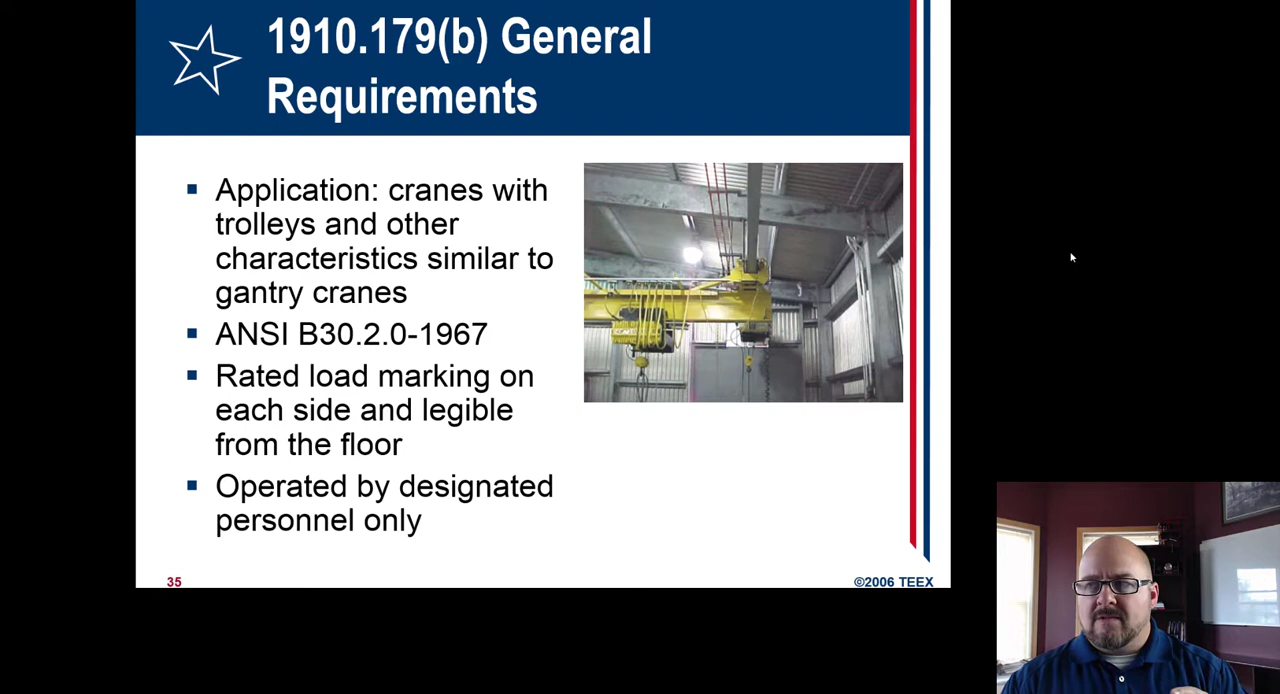 1910.179(b) General
Requirements
Application: cranes with
trolleys and other
characteristics similar to
gantry cranes
ANSI B30.2.0-1967
Rated load marking on
each side and legible
from the floor
Operated by designated
personnel only
35
©2006 TEEX